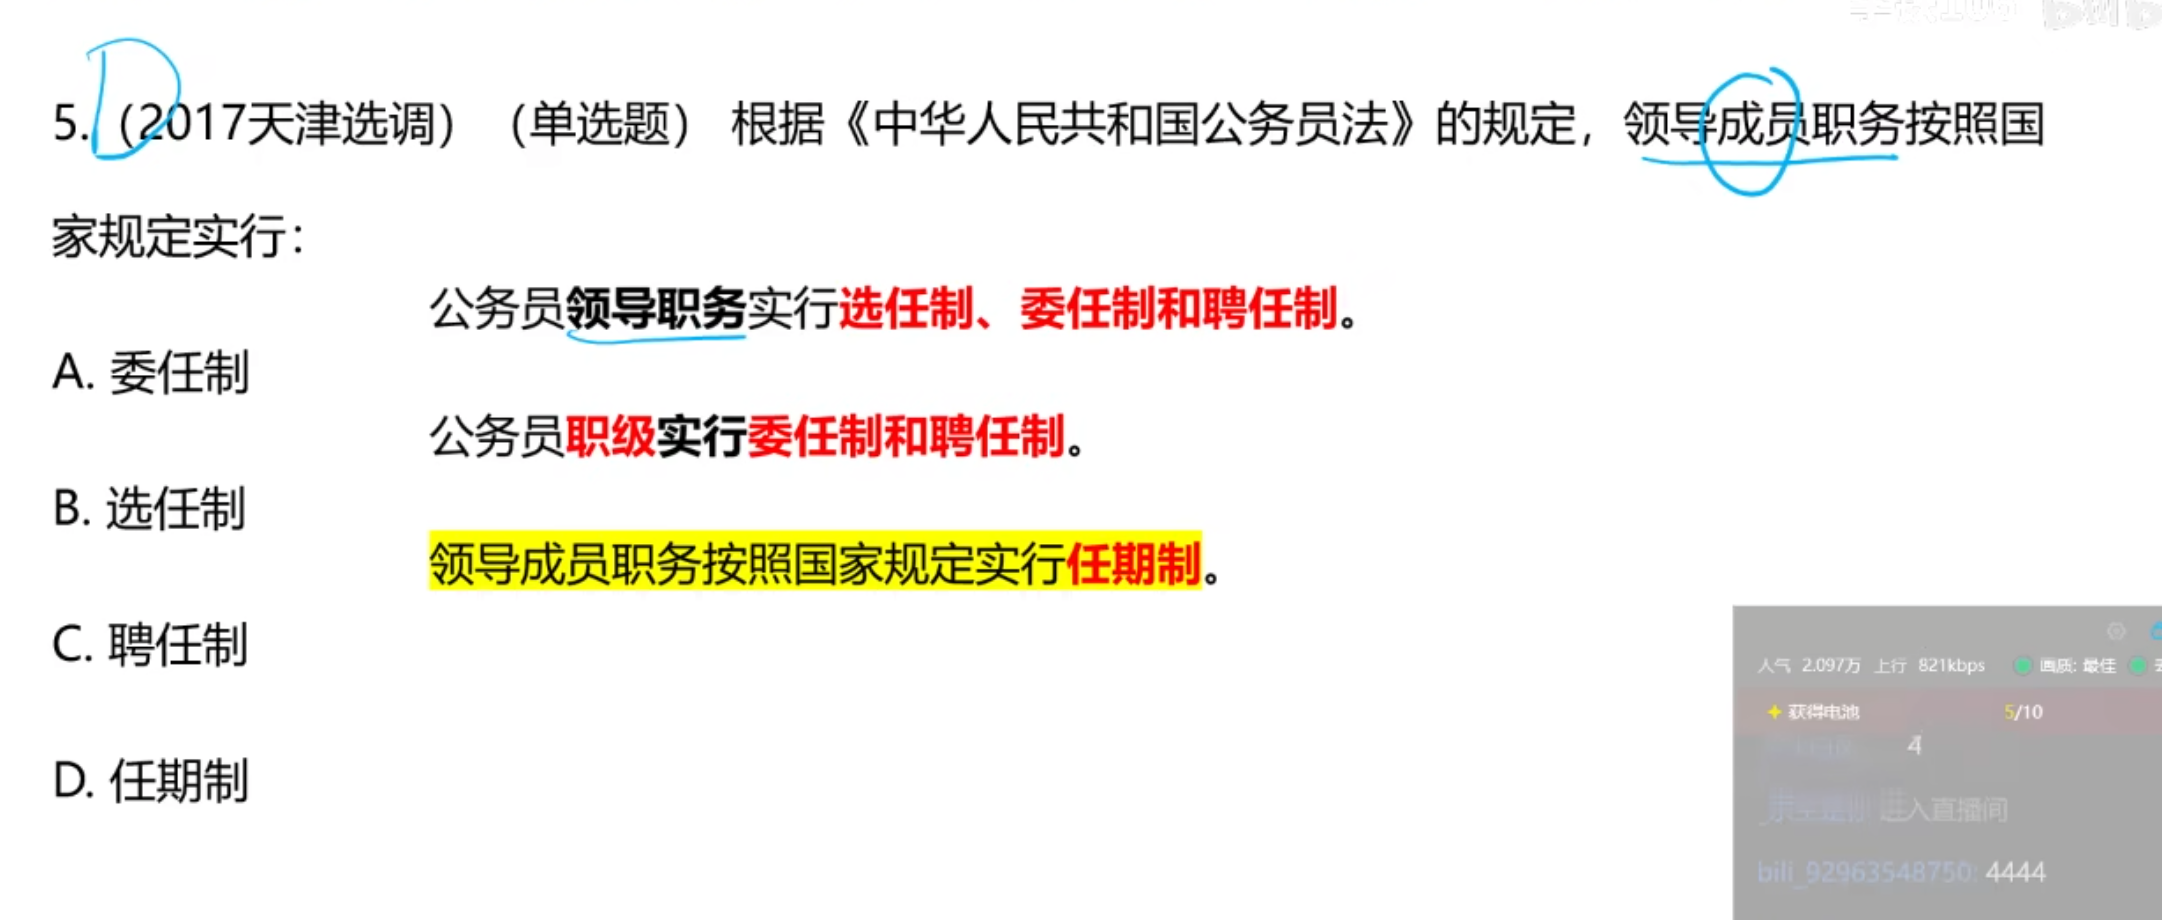 D
5.（2017天津选调）（单选题） 根据《中华人民共和国公务员法》的规定，领导成员职务按照国
家规定实行：
公务员领导职务实行选任制、委任制和聘任制。
A. 委任制
公务员职级实行委任制和聘任制。
B. 选任制
领导成员职务按照国家规定实行任期制。
C. 聘任制
D. 任期制
人气 2.097万 上行 821kbps 画质: 最佳
获得电池 5/10
4
进入直播间
bili_92963548750: 4444